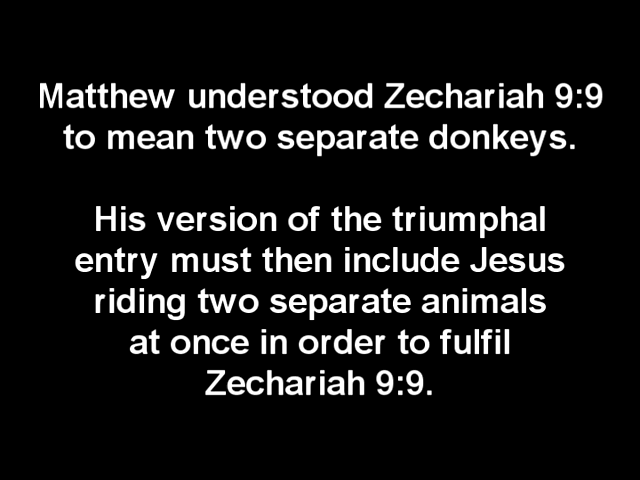 Matthew understood Zechariah 9:9
to mean two separate donkeys.
His version of the triumphal
entry must then include Jesus
riding two separate animals
at once in order to fulfil
Zechariah 9:9.